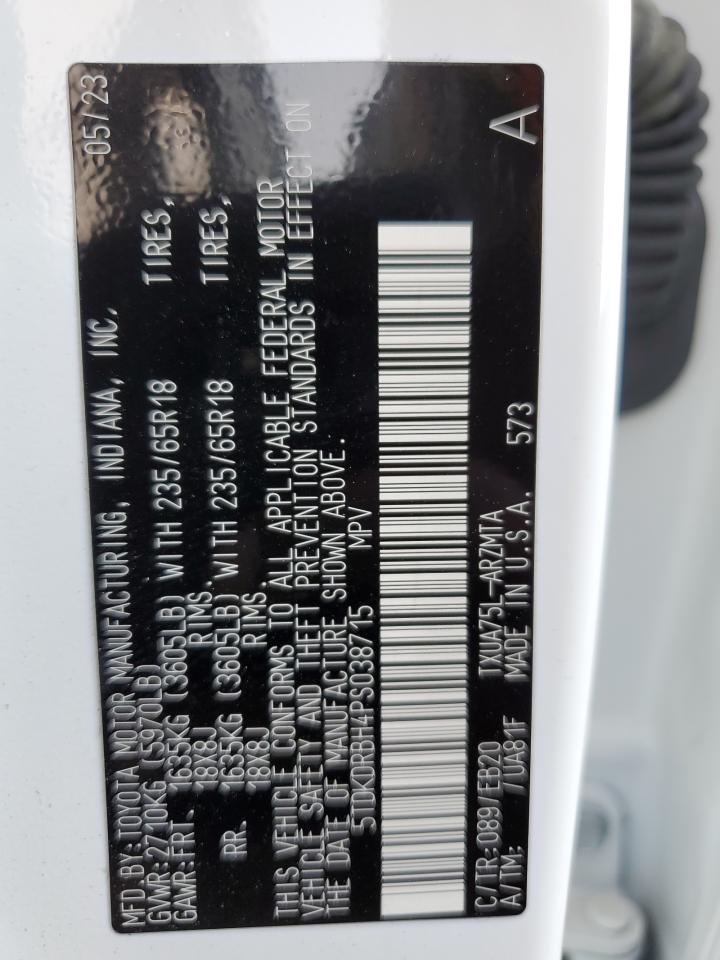 MFD. BY: TOYOTA MOTOR MANUFACTURING, INDIANA, INC. 05/23
GVWR: 2710KG (5970LB)
GAWR: FRT. 1635KG (3605LB) WITH 235/65R18 TIRES,
18X8J RIMS.
RR. 1635KG (3605LB) WITH 235/65R18 TIRES,
18X8J RIMS.
THIS VEHICLE CONFORMS TO ALL APPLICABLE FEDERAL MOTOR
VEHICLE SAFETY AND THEFT PREVENTION STANDARDS IN EFFECT ON
THE DATE OF MANUFACTURE SHOWN ABOVE.
5TDKDRBH4PS038715 MPV
C/TR: 089/EB20 TXUA75L-ARZMTA A
A/TM: /UA81F MADE IN U.S.A. 573